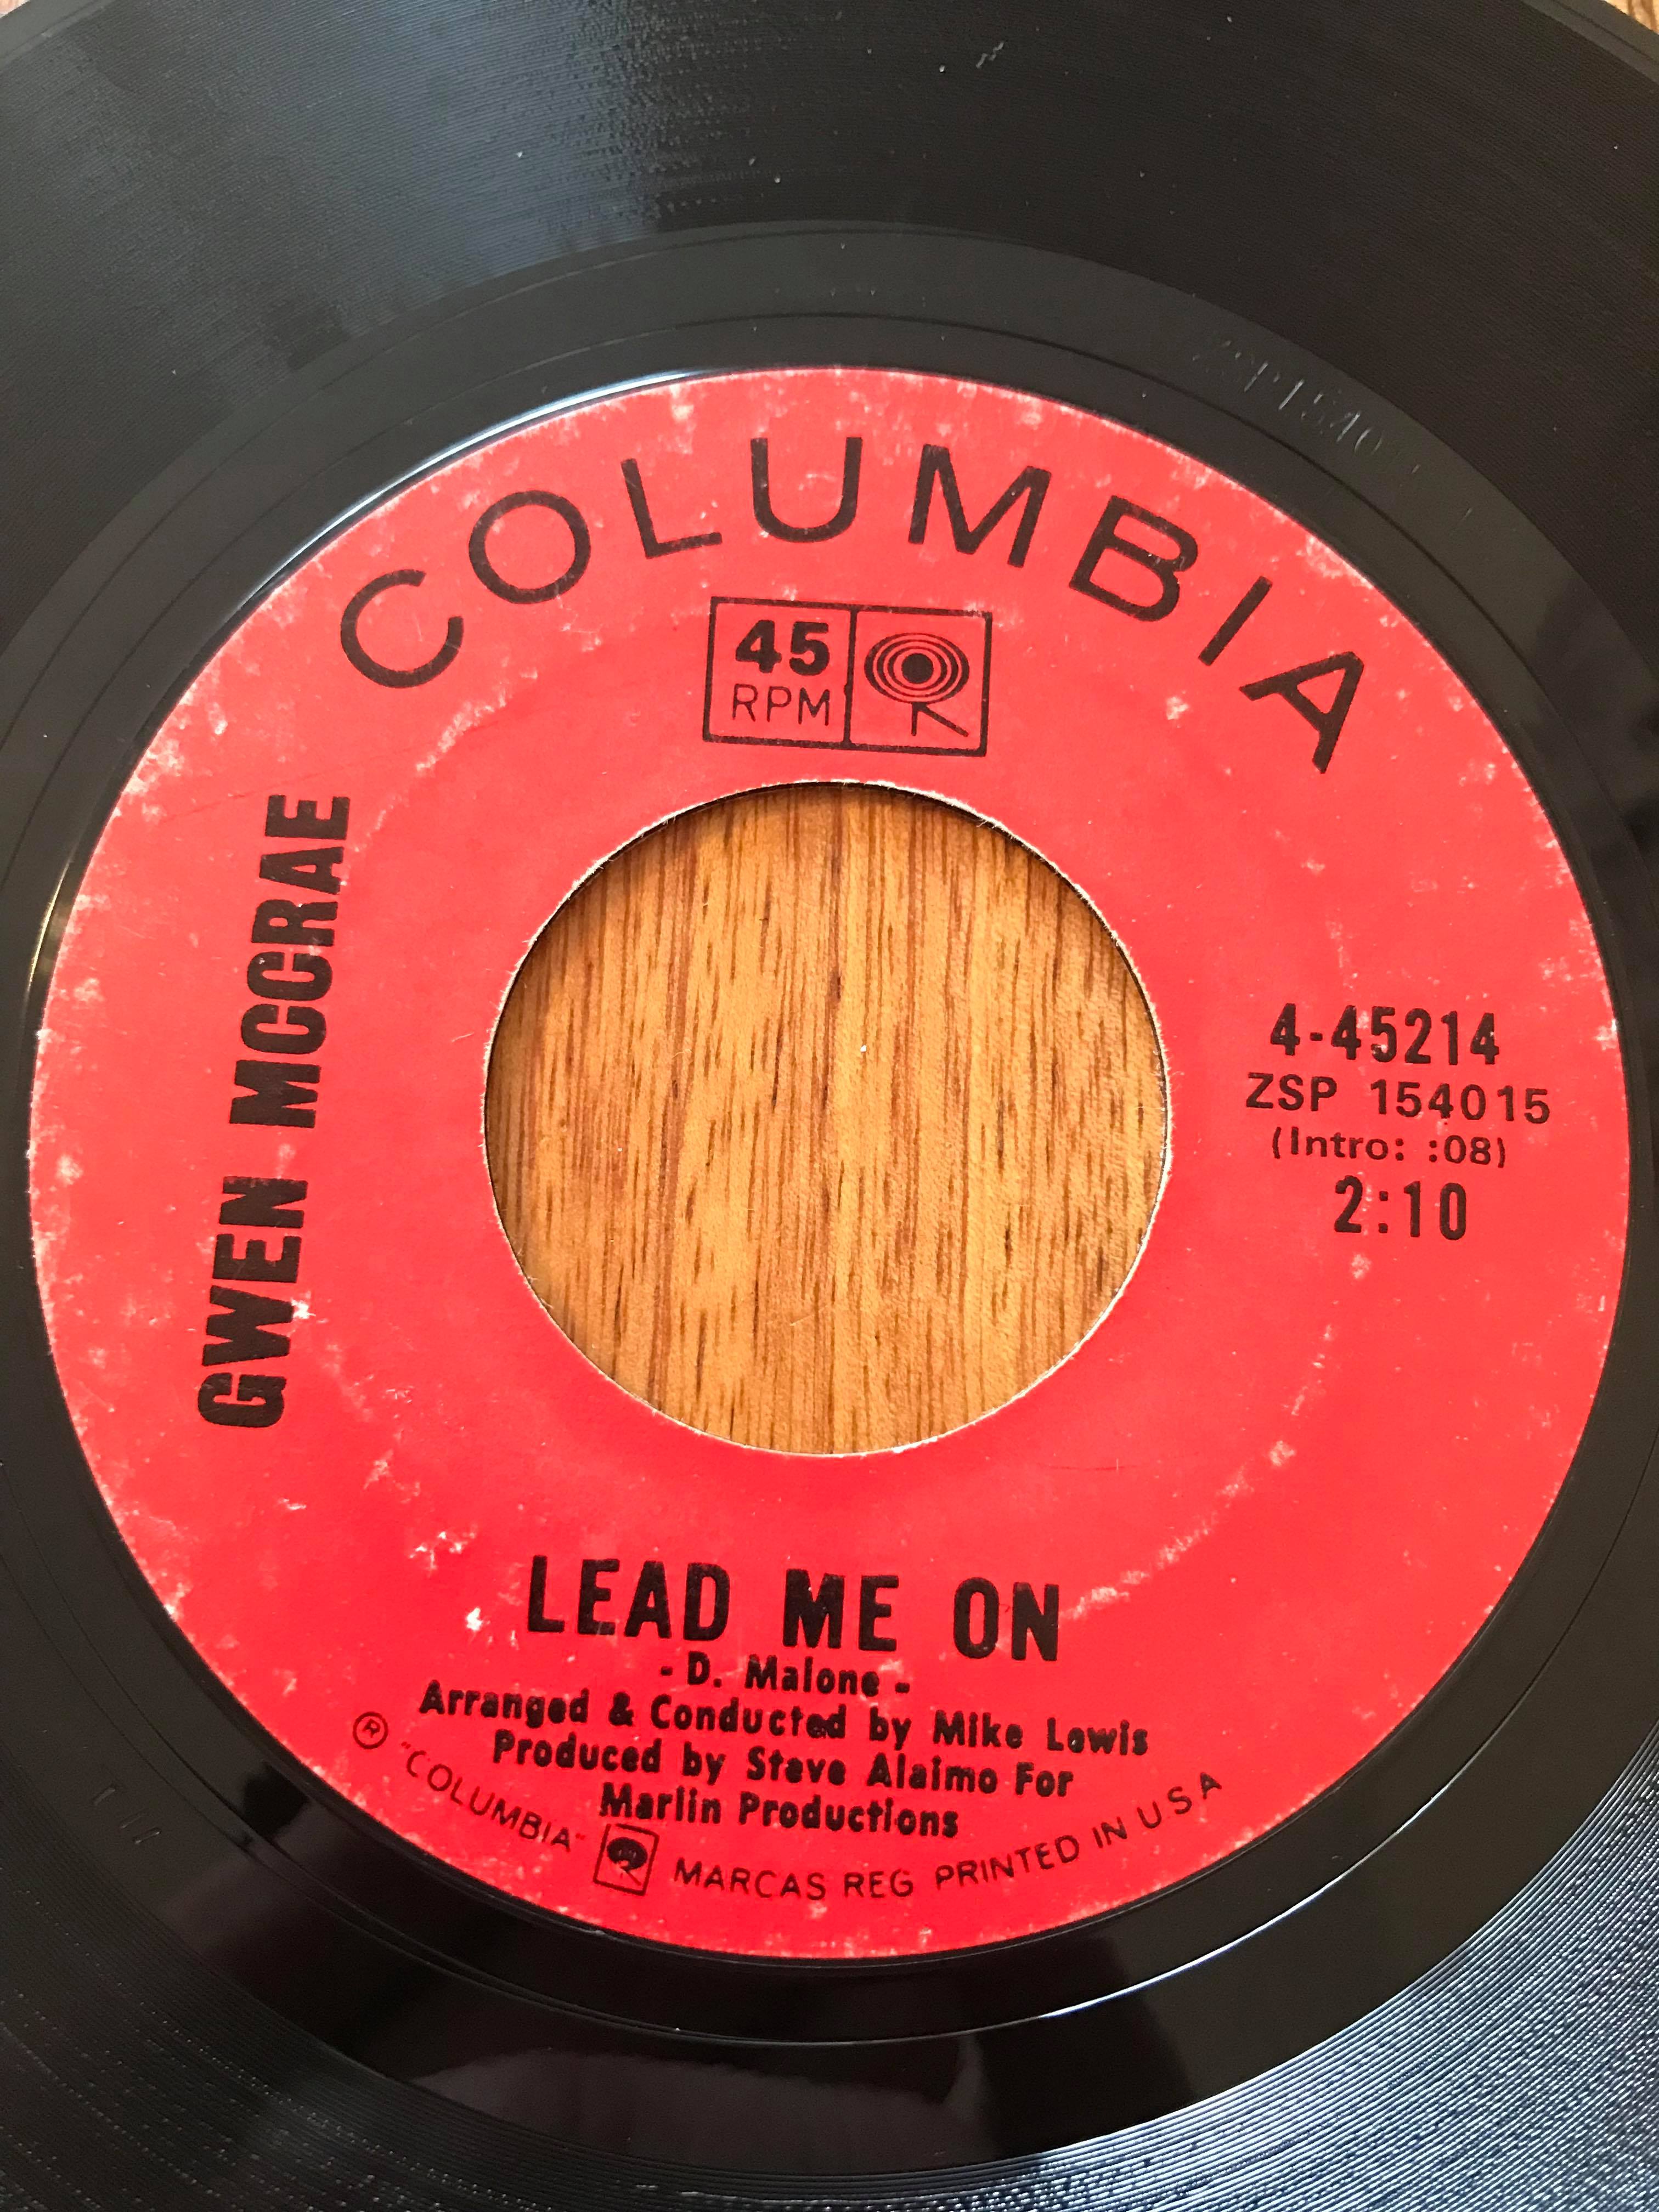 COLUMBIA
45
RPM
GWEN MCCRAE
4-45214
ZSP 154015
(Intro: :08)
2:10
LEAD ME ON
- D. Malone -
Arranged & Conducted by Mike Lewis
Produced by Steve Alaimo For
Marlin Productions
® "COLUMBIA" MARCAS REG PRINTED IN U.S.A